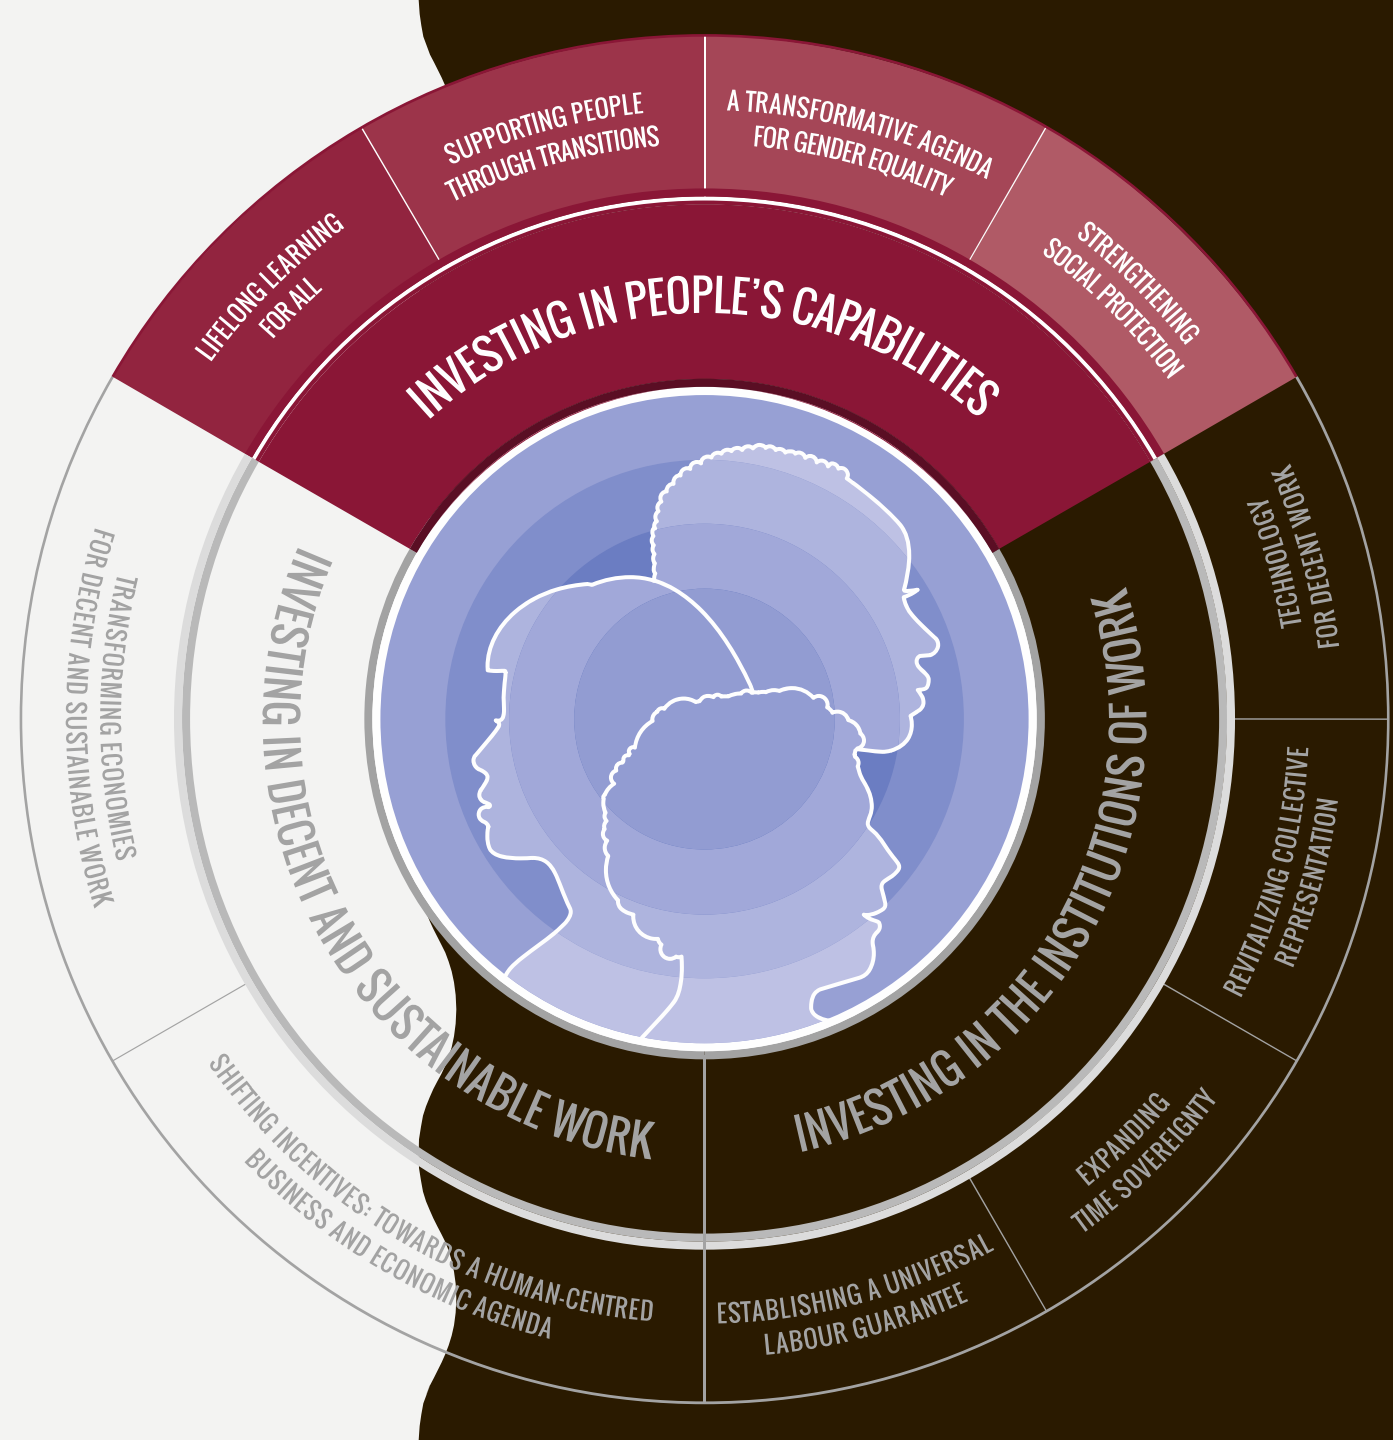 LIFELONG LEARNING
FOR ALL
SUPPORTING PEOPLE
THROUGH TRANSITIONS
A TRANSFORMATIVE AGENDA
FOR GENDER EQUALITY
STRENGTHENING
SOCIAL PROTECTION
INVESTING IN PEOPLE’S CAPABILITIES
TECHNOLOGY
FOR DECENT WORK
REVITALIZING COLLECTIVE
REPRESENTATION
EXPANDING
TIME SOVEREIGNTY
ESTABLISHING A UNIVERSAL
LABOUR GUARANTEE
INVESTING IN THE INSTITUTIONS OF WORK
TRANSFORMING ECONOMIES
FOR DECENT AND SUSTAINABLE WORK
SHIFTING INCENTIVES: TOWARDS A HUMAN-CENTRED
BUSINESS AND ECONOMIC AGENDA
INVESTING IN DECENT AND SUSTAINABLE WORK